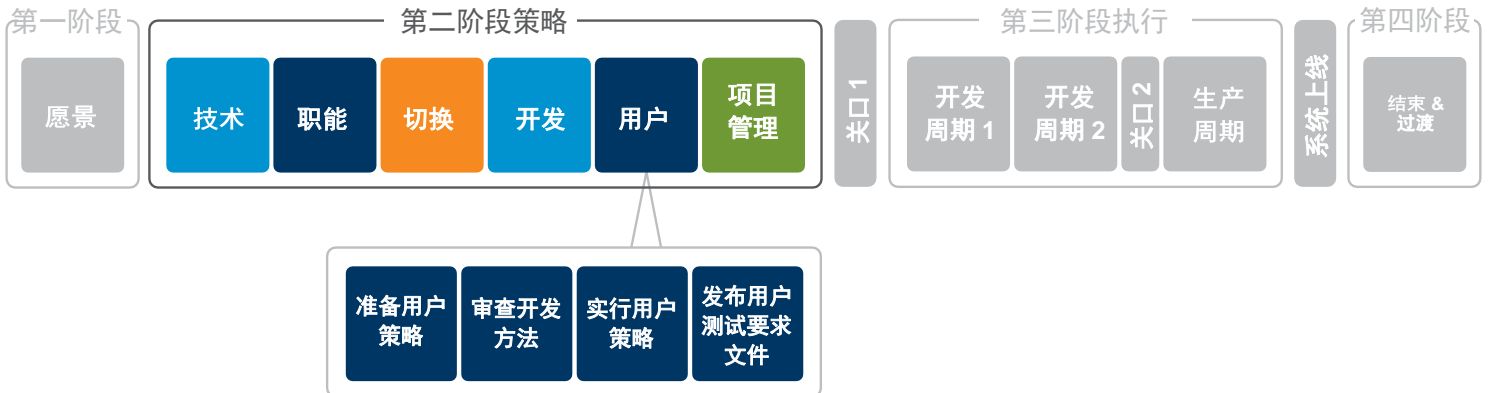 第一阶段
第二阶段策略
第三阶段执行
第四阶段
愿景
技术
职能
切换
开发
用户
项目
管理
关口 1
开发
周期 1
开发
周期 2
关口 2
生产
周期
系统上线
结束 &
过渡
准备用户
策略
审查开发
方法
实行用户
策略
发布用户
测试要求
文件